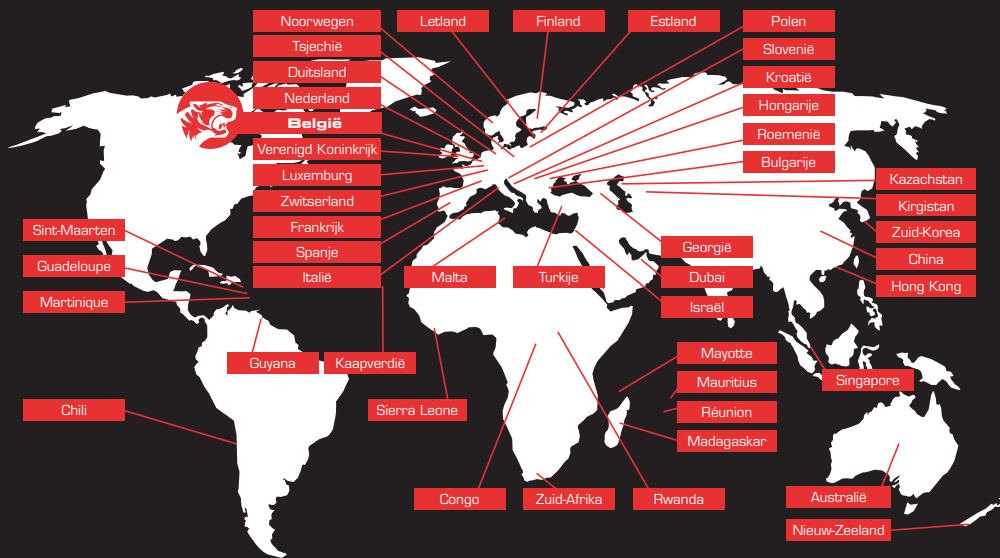 Noorwegen
Letland
Finland
Estland
Polen
Tsjechië
Slovenië
Duitsland
Kroatië
Nederland
Hongarije
België
Roemenië
Verenigd Koninkrijk
Bulgarije
Luxemburg
Kazachstan
Zwitserland
Kirgistan
Frankrijk
Sint-Maarten
Zuid-Korea
Spanje
Georgië
China
Guadeloupe
Italië
Malta
Turkije
Dubai
Hong Kong
Martinique
Israël
Guyana
Kaapverdië
Mayotte
Mauritius
Singapore
Chili
Sierra Leone
Réunion
Madagaskar
Congo
Zuid-Afrika
Rwanda
Australië
Nieuw-Zeeland